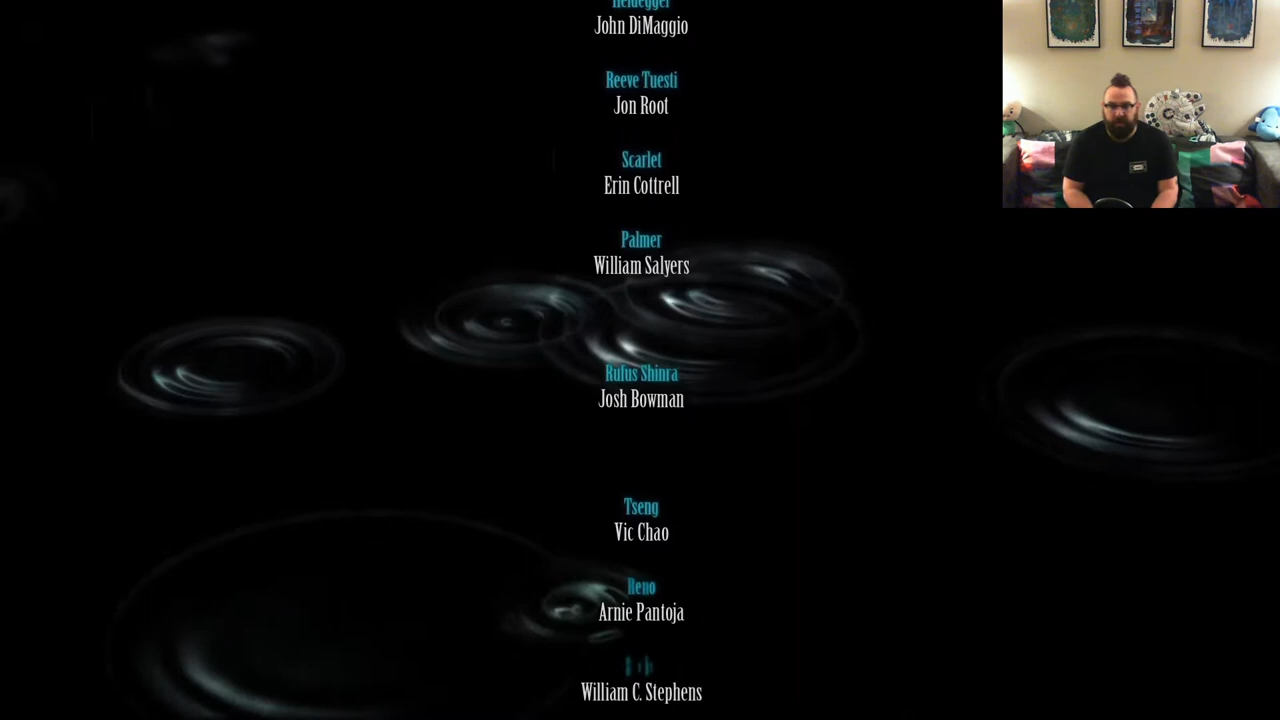 Heidegger
John DiMaggio
Reeve Tuesti
Jon Root
Scarlet
Erin Cottrell
Palmer
William Salyers
Rufus Shinra
Josh Bowman
Tseng
Vic Chao
Reno
Arnie Pantoja
William C. Stephens